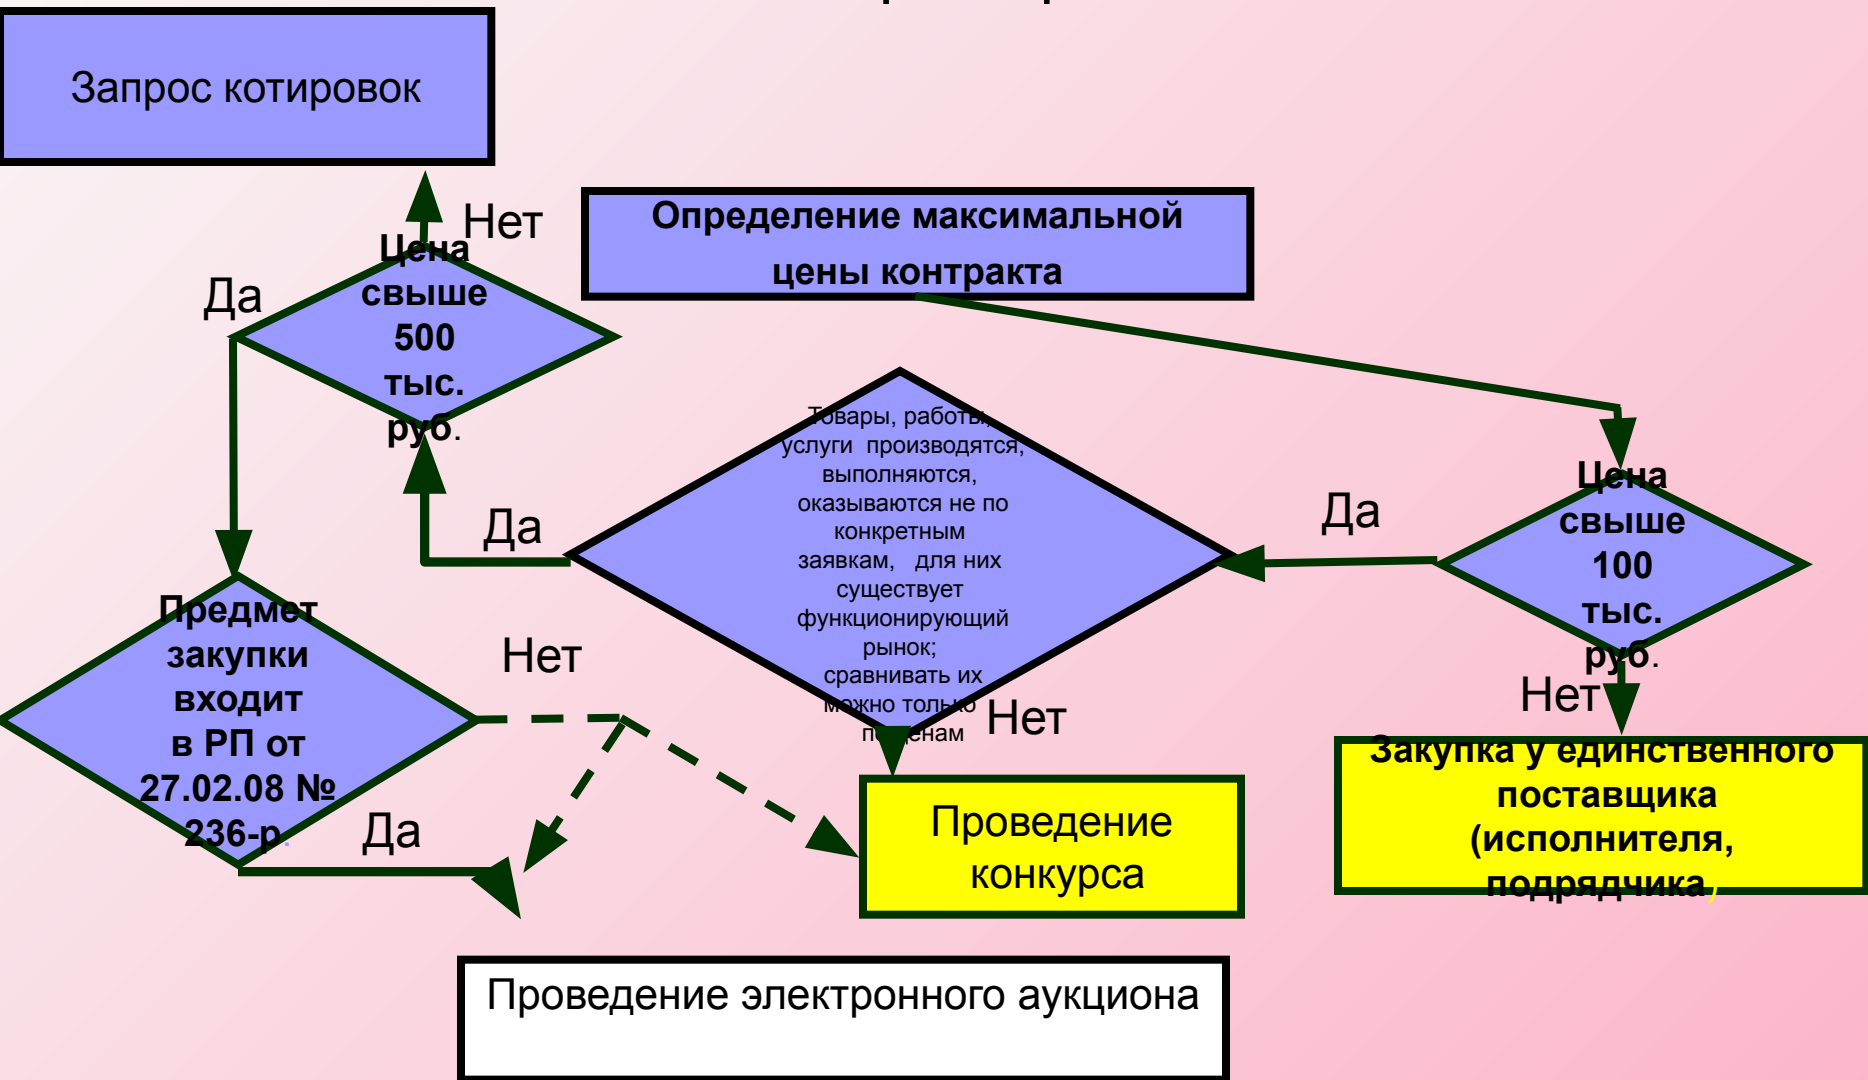 Запрос котировок
Нет
Определение максимальной
цены контракта
Да
Цена
свыше
500
тыс.
руб.
Товары, работы,
услуги производятся,
выполняются,
оказываются не по
конкретным
заявкам, для них
существует
функционирующий
рынок;
сравнивать их
можно только
по ценам
Да
Да
Цена
свыше
100
тыс.
руб.
Предмет
закупки
входит
в РП от
27.02.08 №
236-р.
Нет
Нет
Нет
Да
Проведение
конкурса
Закупка у единственного
поставщика
(исполнителя,
подрядчика)
Проведение электронного аукциона